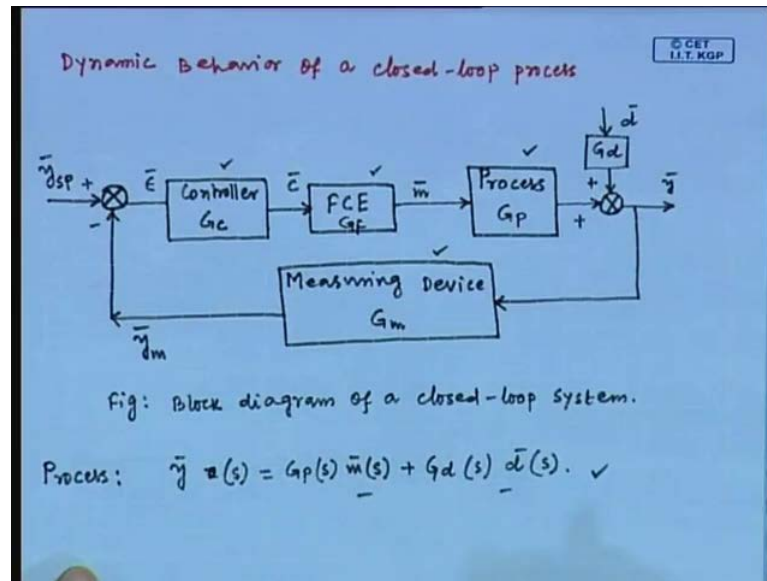 © CET
I.I.T. KGP
Dynamic Behavior of a closed-loop process
d̄
Gd
ȳsp +
-
ε̄
Controller
Gc
c̄
FCE
Gf
m̄
Process
Gp
+
+
ȳ
Measuring Device
Gm
ȳm
Fig: Block diagram of a closed-loop system.
Process: ȳ (s) = Gp(s) m̄(s) + Gd (s) d̄(s).